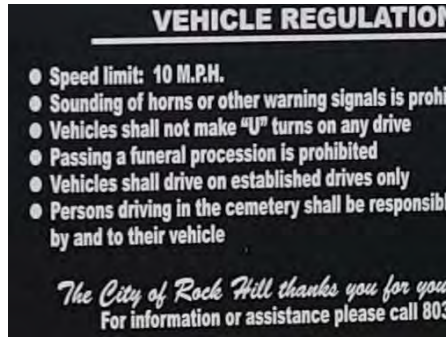 VEHICLE REGULATION
● Speed limit: 10 M.P.H.
● Sounding of horns or other warning signals is prohi
● Vehicles shall not make "U" turns on any drive
● Passing a funeral procession is prohibited
● Vehicles shall drive on established drives only
● Persons driving in the cemetery shall be responsibl
by and to their vehicle
The City of Rock Hill thanks you for you
For information or assistance please call 803